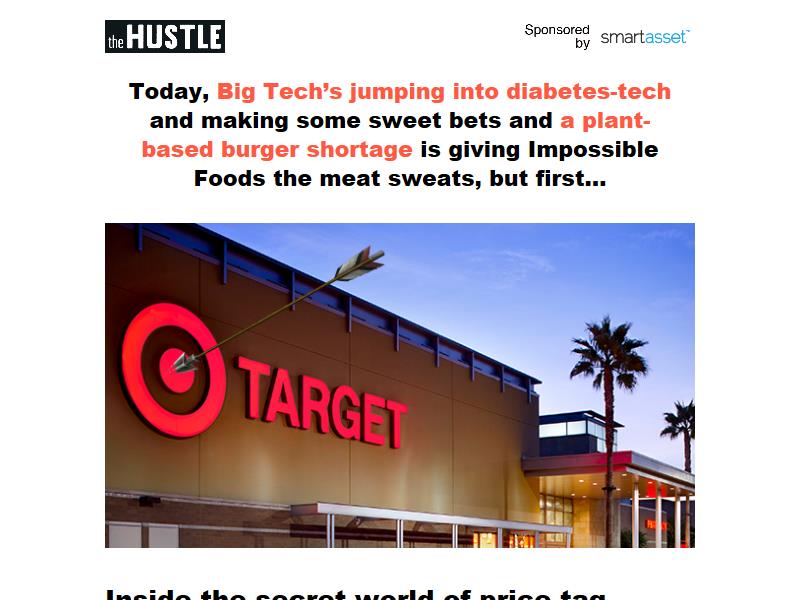 the HUSTLE
Sponsored
by smartasset
Today, Big Tech’s jumping into diabetes-tech
and making some sweet bets and a plant-
based burger shortage is giving Impossible
Foods the meat sweats, but first…
TARGET
Inside the secret world of price tag